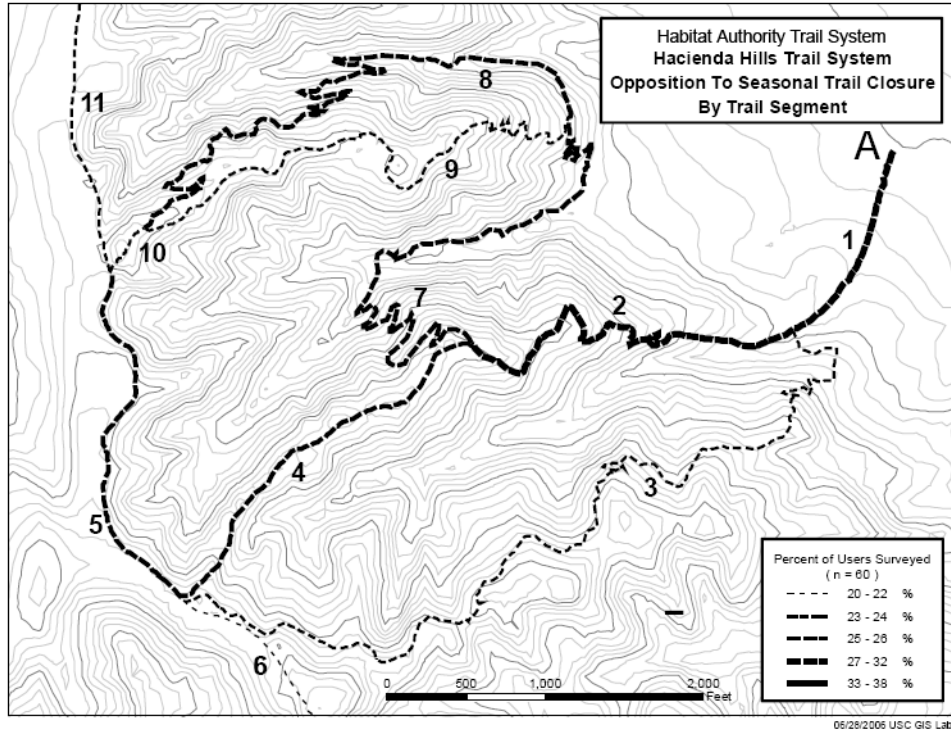 Habitat Authority Trail System
Hacienda Hills Trail System
Opposition To Seasonal Trail Closure
By Trail Segment
11
8
A
9
1
10
7
2
4
3
5
6
Percent of Users Surveyed
( n = 60 )
20 - 22 %
23 - 24 %
25 - 26 %
27 - 32 %
33 - 38 %
0 500 1,000 2,000
Feet
06/28/2006 USC GIS Lab